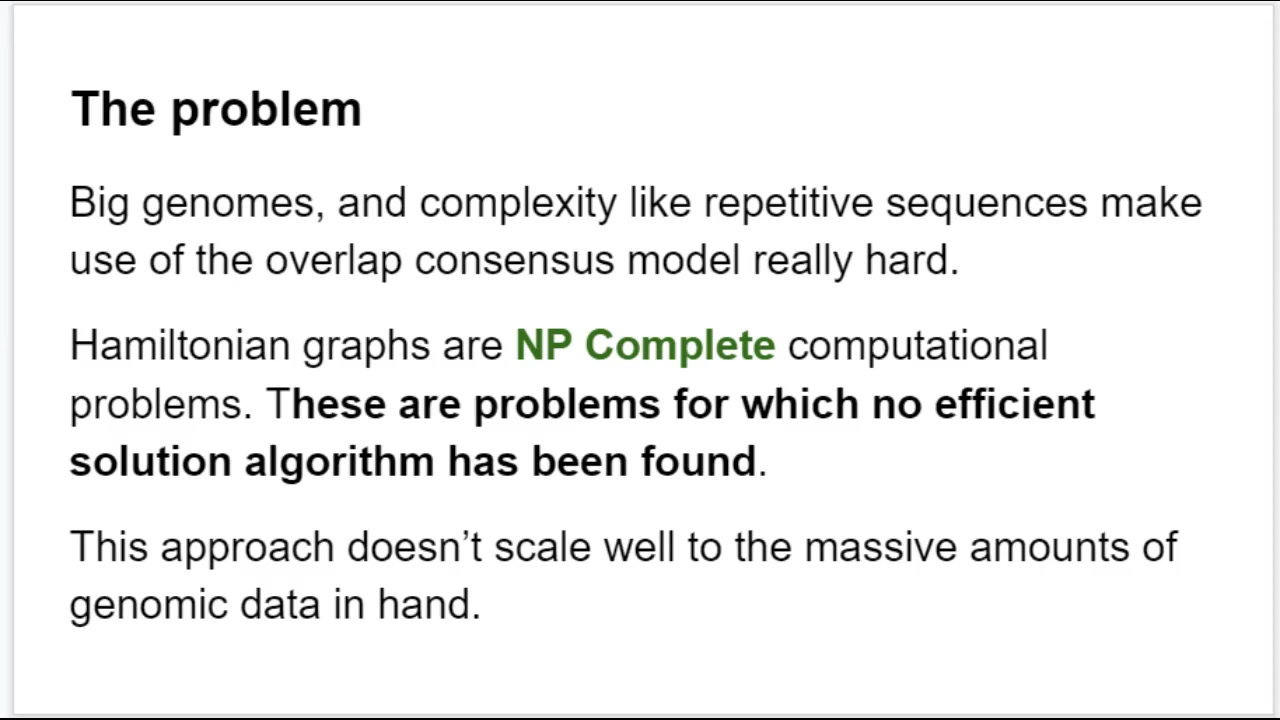 The problem
Big genomes, and complexity like repetitive sequences make
use of the overlap consensus model really hard.
Hamiltonian graphs are NP Complete computational
problems. These are problems for which no efficient
solution algorithm has been found.
This approach doesn’t scale well to the massive amounts of
genomic data in hand.